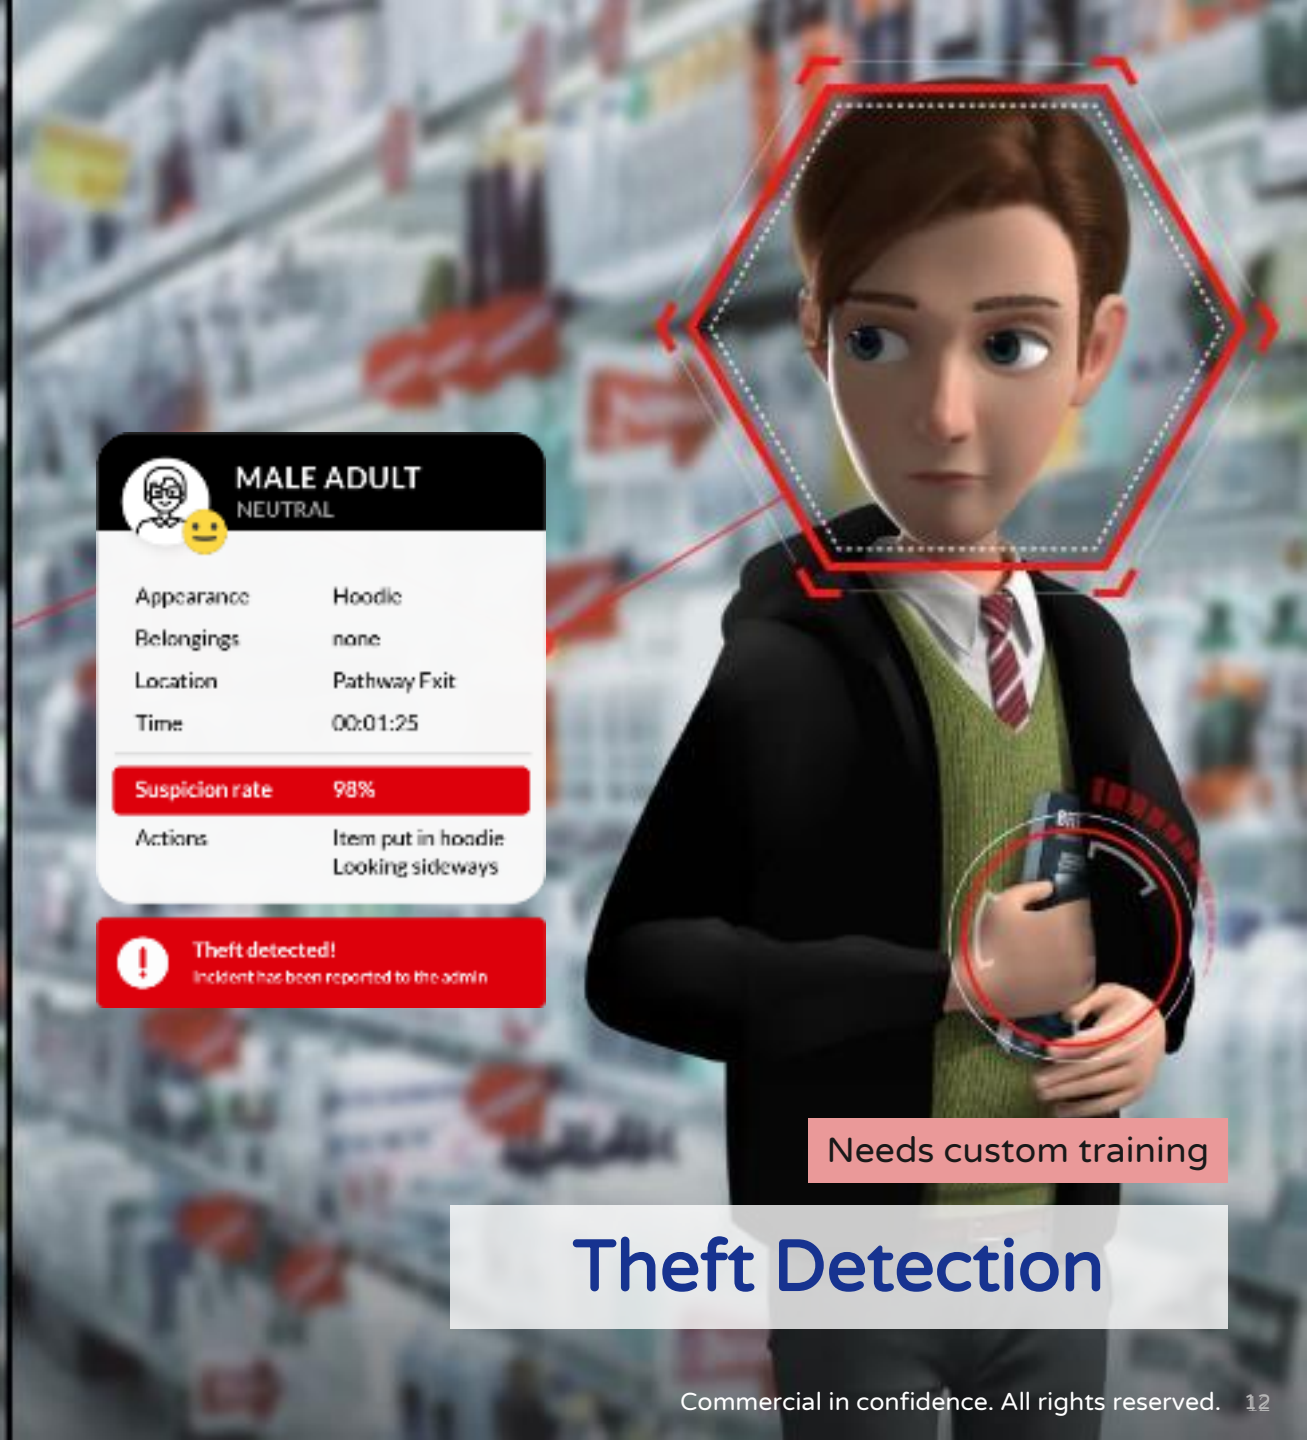 MALE ADULT
NEUTRAL
Appearance Hoodie
Belongings none
Location Pathway Exit
Time 00:01:25
Suspicion rate 98%
Actions Item put in hoodie
Looking sideways
Theft detected!
Incident has been reported to the admin
Needs custom training
Theft Detection
Commercial in confidence. All rights reserved. 12